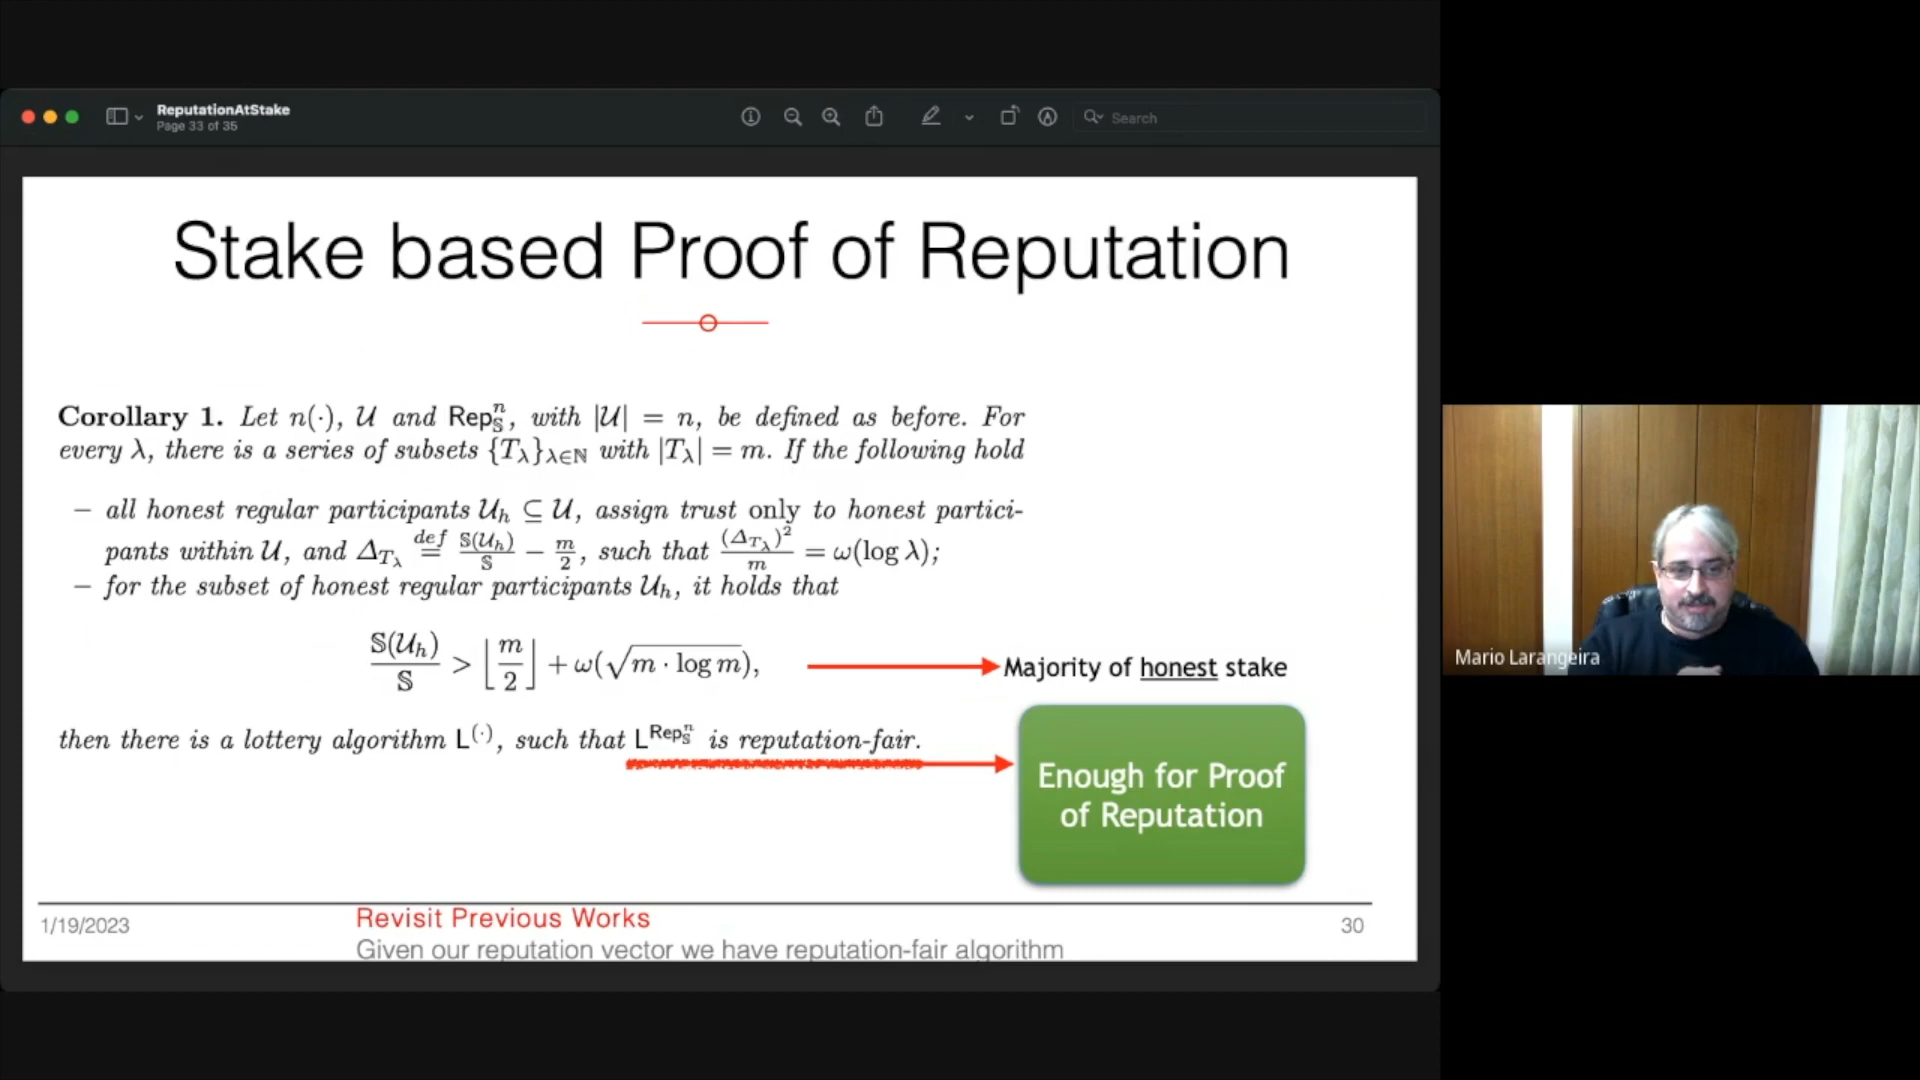 ReputationAtStake
Page 33 of 35
Search
Stake based Proof of Reputation
Corollary 1. Let n(·), 𝒰 and Rep_𝕊^n, with |𝒰| = n, be defined as before. For
every λ, there is a series of subsets {T_λ}_{λ∈ℕ} with |T_λ| = m. If the following hold
– all honest regular participants 𝒰_h ⊆ 𝒰, assign trust only to honest partici-
pants within 𝒰, and Δ_{T_λ} def= 𝕊(𝒰_h)/𝕊 − m/2, such that (Δ_{T_λ})²/m = ω(log λ);
– for the subset of honest regular participants 𝒰_h, it holds that
𝕊(𝒰_h)/𝕊 > ⌊m/2⌋ + ω(√(m · log m)),
Majority of honest stake
then there is a lottery algorithm L^(·), such that L^{Rep_𝕊^n} is reputation-fair.
Enough for Proof
of Reputation
1/19/2023
Revisit Previous Works
Given our reputation vector we have reputation-fair algorithm
30
Mario Larangeira